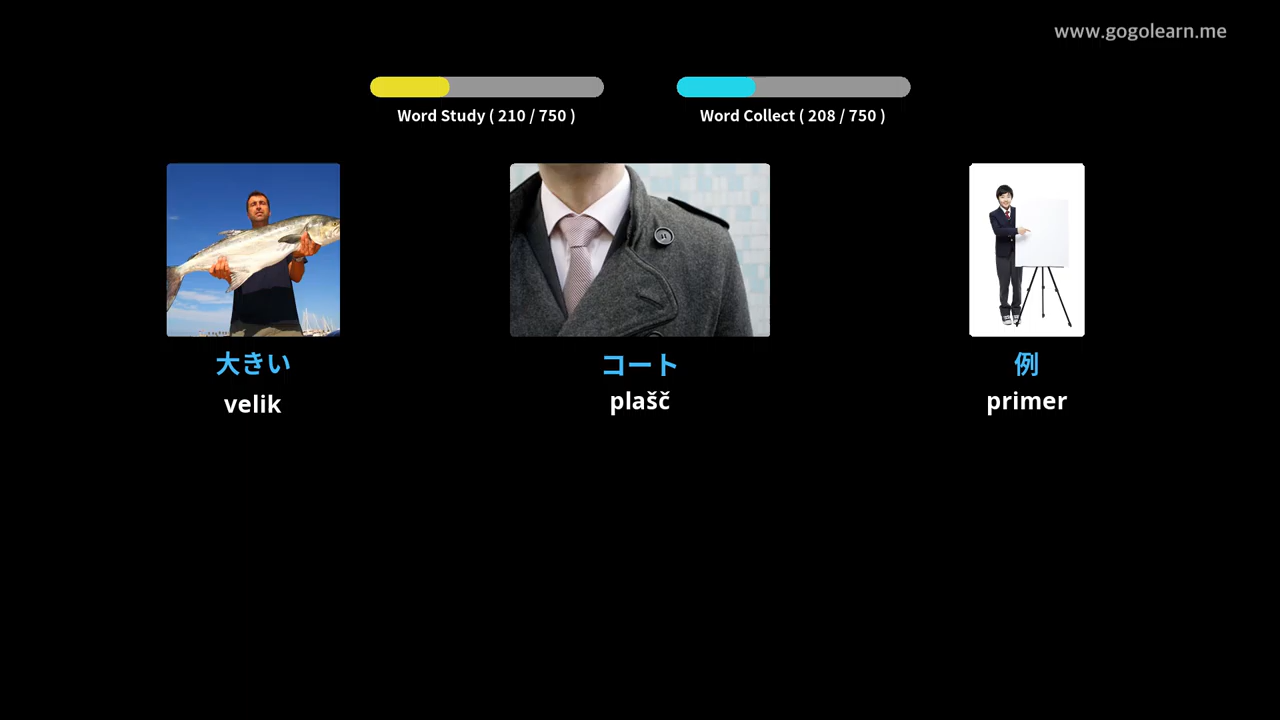 www.gogolearn.me
Word Study ( 210 / 750 )
Word Collect ( 208 / 750 )
大きい
コート
例
velik
plašč
primer